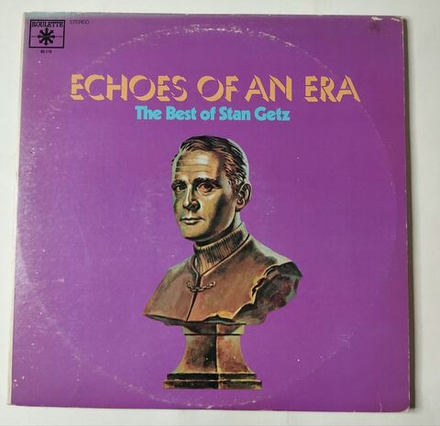 ROULETTE
STEREO
ECHOES OF AN ERA
The Best of Stan Getz